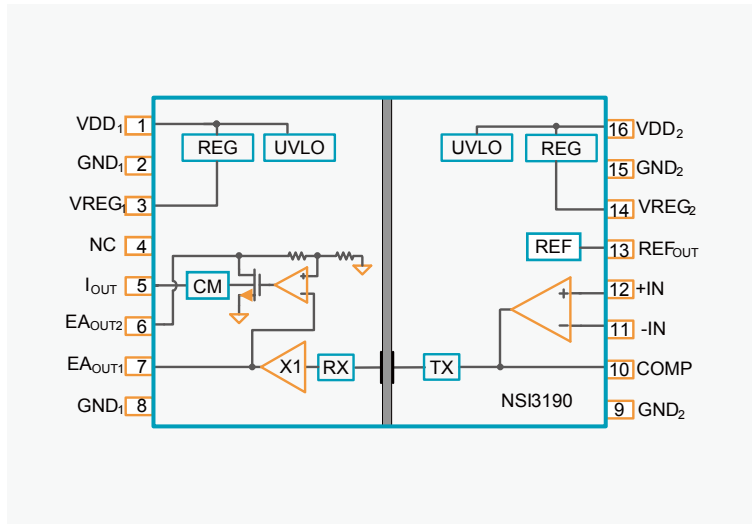 VDD₁ 1
GND₁ 2
VREG₁ 3
NC 4
IOUT 5
EAOUT2 6
EAOUT1 7
GND₁ 8
REG
UVLO
CM
+
−
X1
RX
TX
UVLO
REG
REF
+
−
NSI3190
16 VDD₂
15 GND₂
14 VREG₂
13 REFOUT
12 +IN
11 -IN
10 COMP
9 GND₂